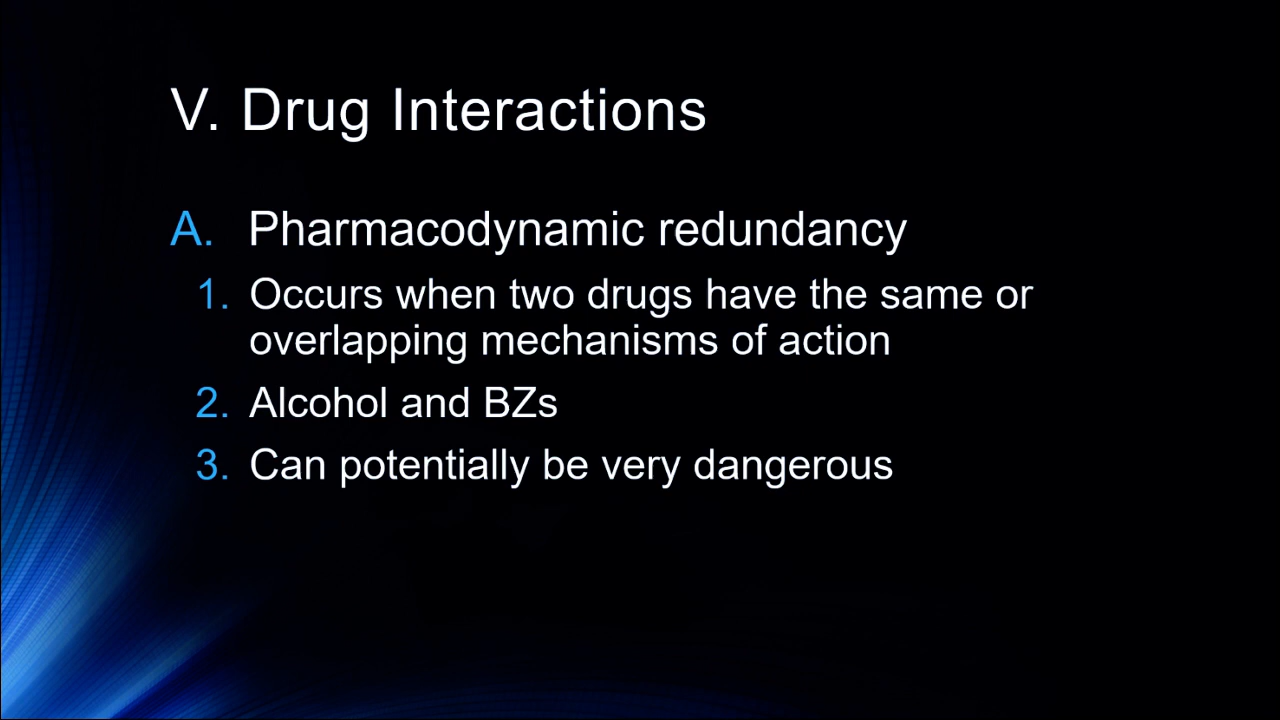 V. Drug Interactions
A. Pharmacodynamic redundancy
1. Occurs when two drugs have the same or
overlapping mechanisms of action
2. Alcohol and BZs
3. Can potentially be very dangerous